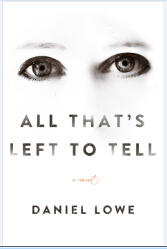 ALL THAT'S
LEFT TO TELL
a novel
DANIEL LOWE